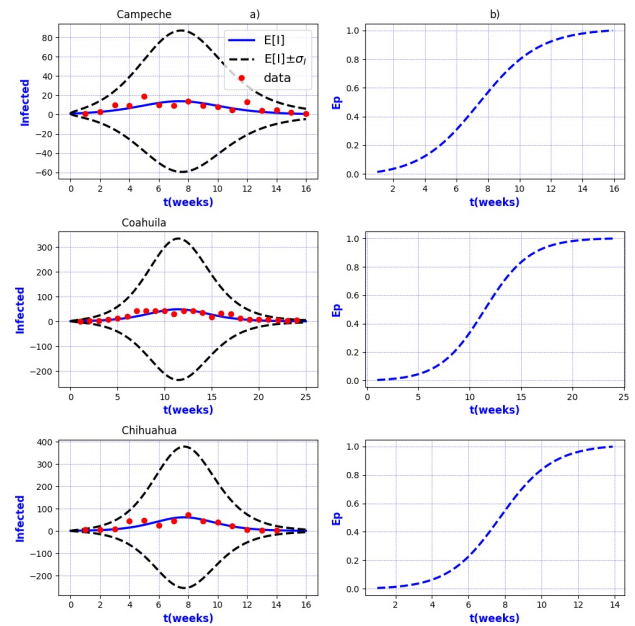 Campeche a) b)
Infected
80
60
40
20
0
−20
−40
−60
E[I]
E[I]±σI
data
0 2 4 6 8 10 12 14 16
t(weeks)
Ep
1.0
0.8
0.6
0.4
0.2
0.0
2 4 6 8 10 12 14 16
t(weeks)
Coahuila
Infected
300
200
100
0
−100
−200
0 5 10 15 20 25
t(weeks)
Ep
1.0
0.8
0.6
0.4
0.2
0.0
0 5 10 15 20 25
t(weeks)
Chihuahua
Infected
400
300
200
100
0
−100
−200
0 2 4 6 8 10 12 14 16
t(weeks)
Ep
1.0
0.8
0.6
0.4
0.2
0.0
2 4 6 8 10 12 14
t(weeks)